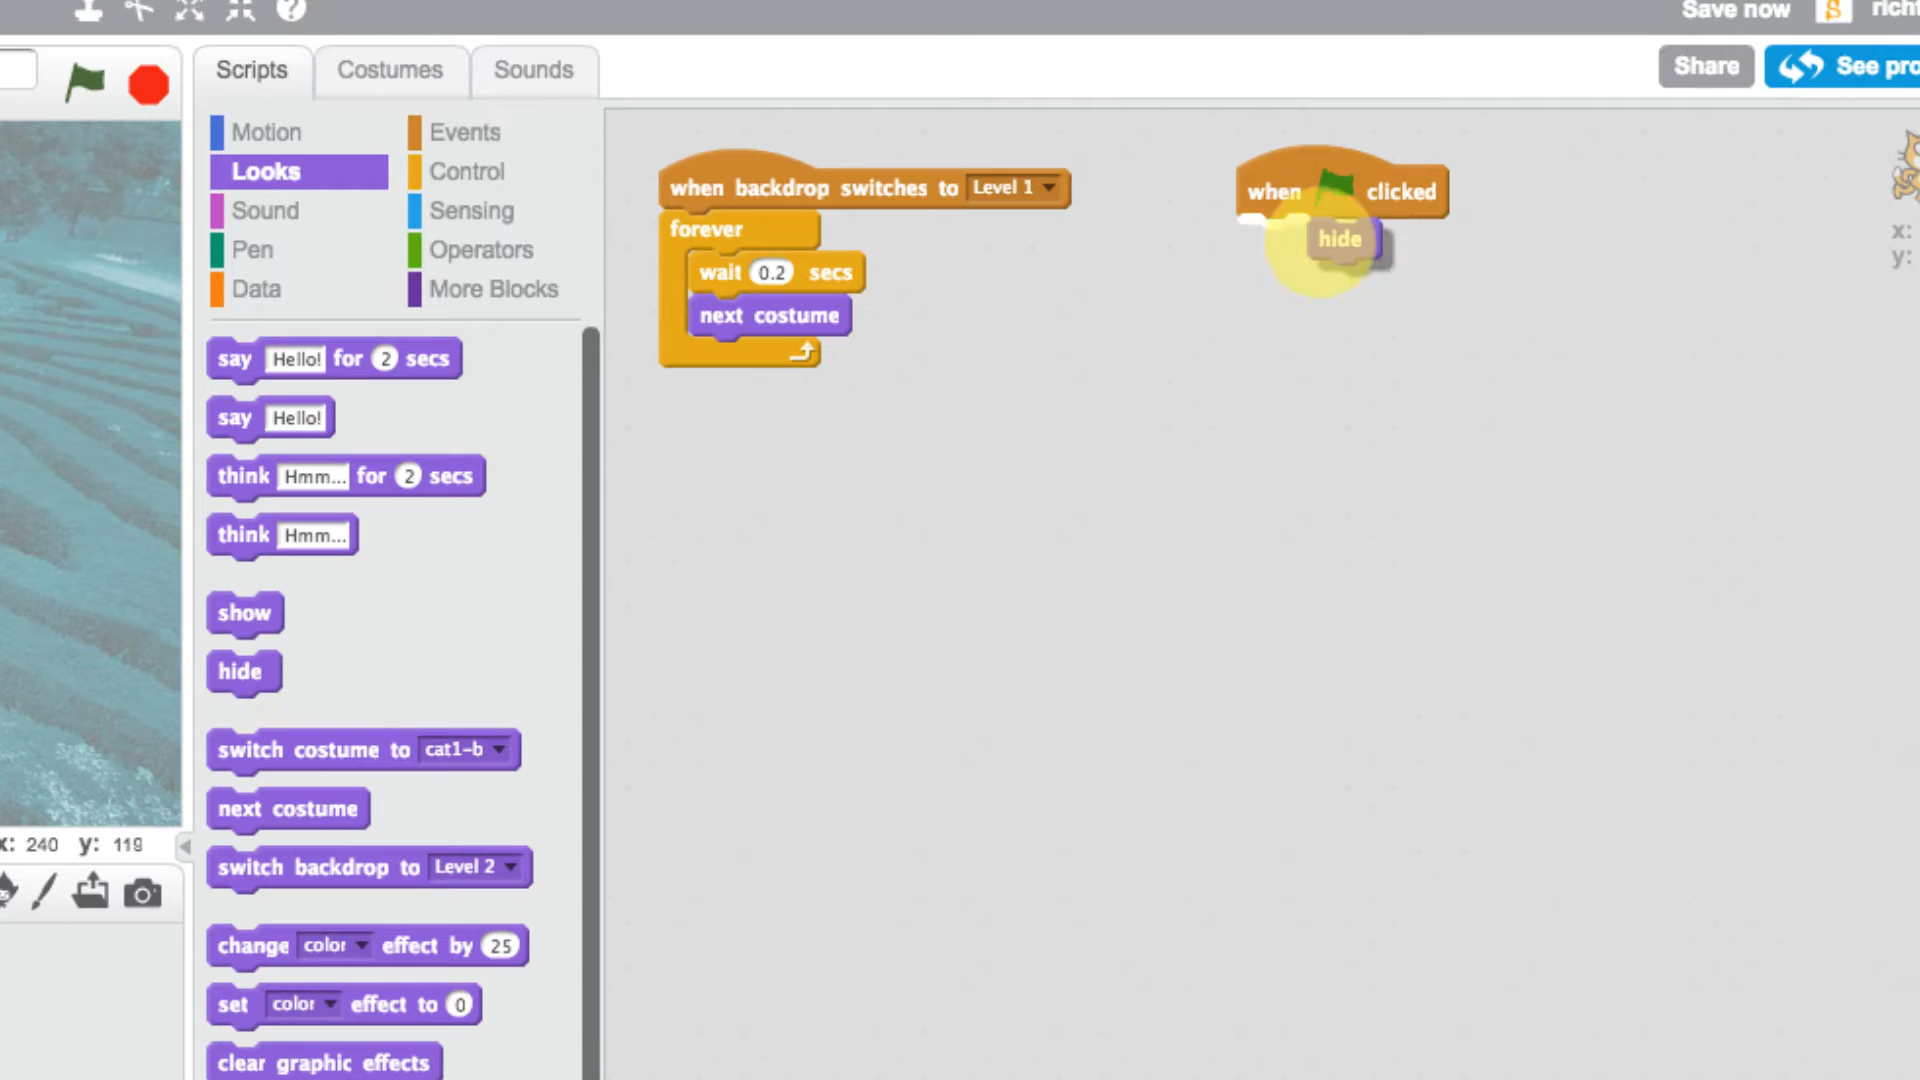 Save now
Share
See pro
Scripts
Costumes
Sounds
Motion
Events
Looks
Control
Sound
Sensing
Pen
Operators
Data
More Blocks
say Hello! for 2 secs
say Hello!
think Hmm... for 2 secs
think Hmm...
show
hide
switch costume to cat1-b
next costume
switch backdrop to Level 2
change color effect by 25
set color effect to 0
clear graphic effects
when backdrop switches to Level 1
forever
wait 0.2 secs
next costume
when clicked
hide
x:
y:
x: 240 y: 119